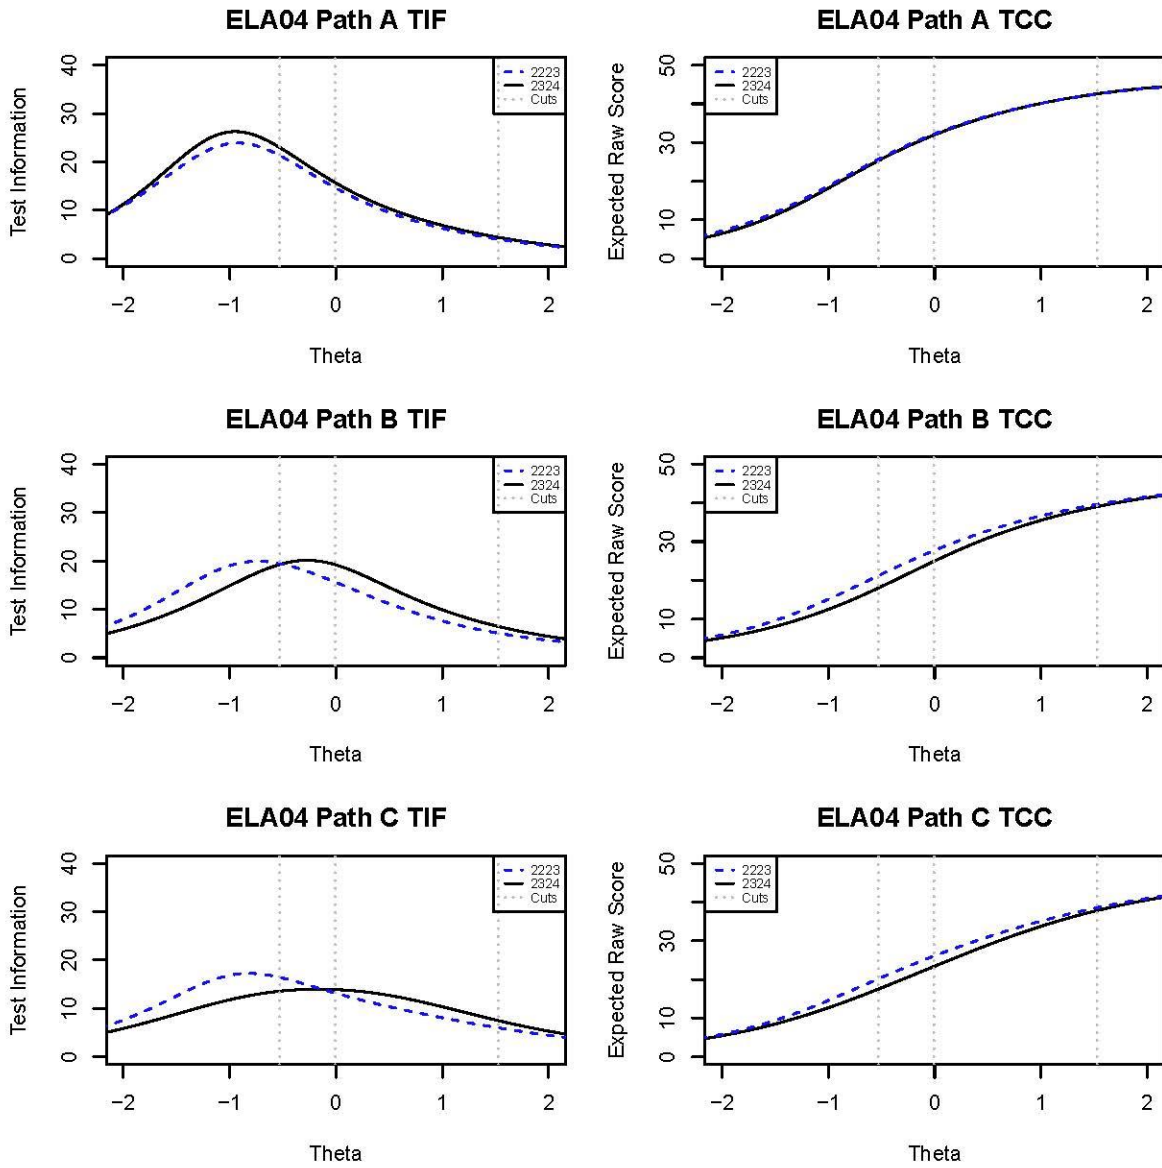 ELA04 Path A TIF
Test Information
40
30
20
10
0
2223
2324
Cuts
−2 −1 0 1 2
Theta
ELA04 Path A TCC
Expected Raw Score
50
30
10
0
2223
2324
Cuts
−2 −1 0 1 2
Theta
ELA04 Path B TIF
Test Information
40
30
20
10
0
2223
2324
Cuts
−2 −1 0 1 2
Theta
ELA04 Path B TCC
Expected Raw Score
50
30
10
0
2223
2324
Cuts
−2 −1 0 1 2
Theta
ELA04 Path C TIF
Test Information
40
30
20
10
0
2223
2324
Cuts
−2 −1 0 1 2
Theta
ELA04 Path C TCC
Expected Raw Score
50
30
10
0
2223
2324
Cuts
−2 −1 0 1 2
Theta